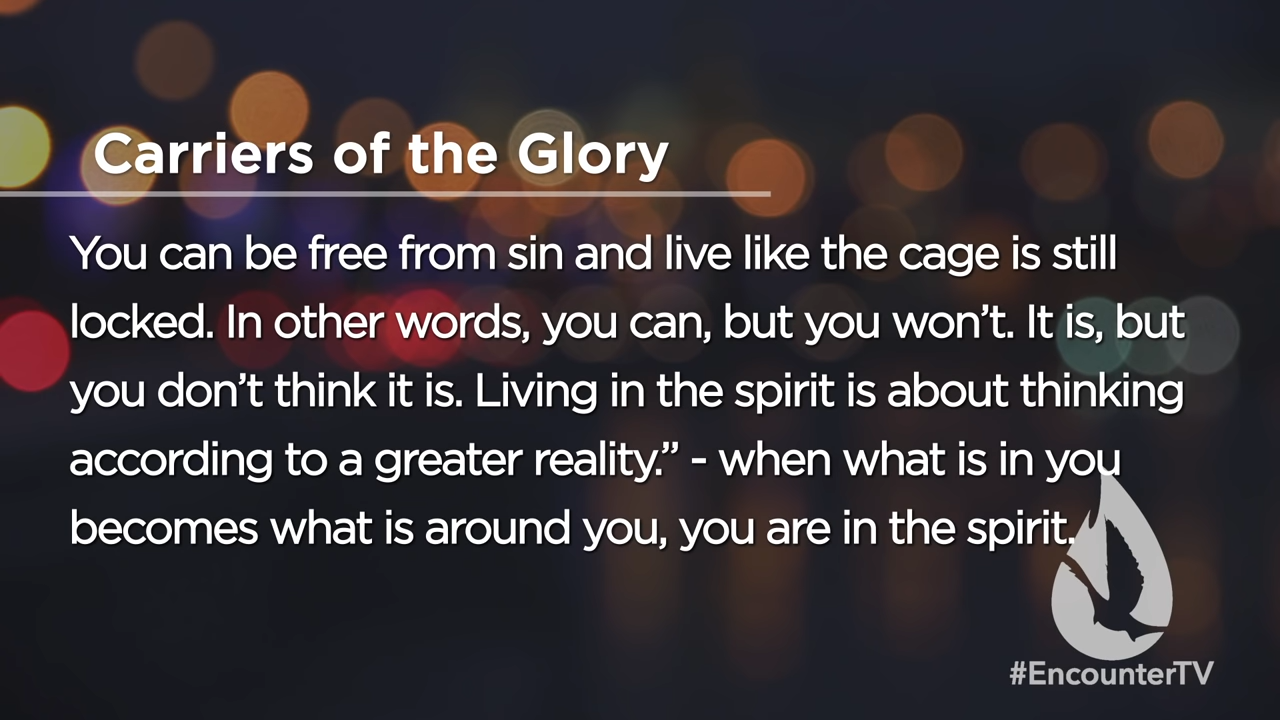 Carriers of the Glory
You can be free from sin and live like the cage is still
locked. In other words, you can, but you won’t. It is, but
you don’t think it is. Living in the spirit is about thinking
according to a greater reality.” - when what is in you
becomes what is around you, you are in the spirit.
#EncounterTV